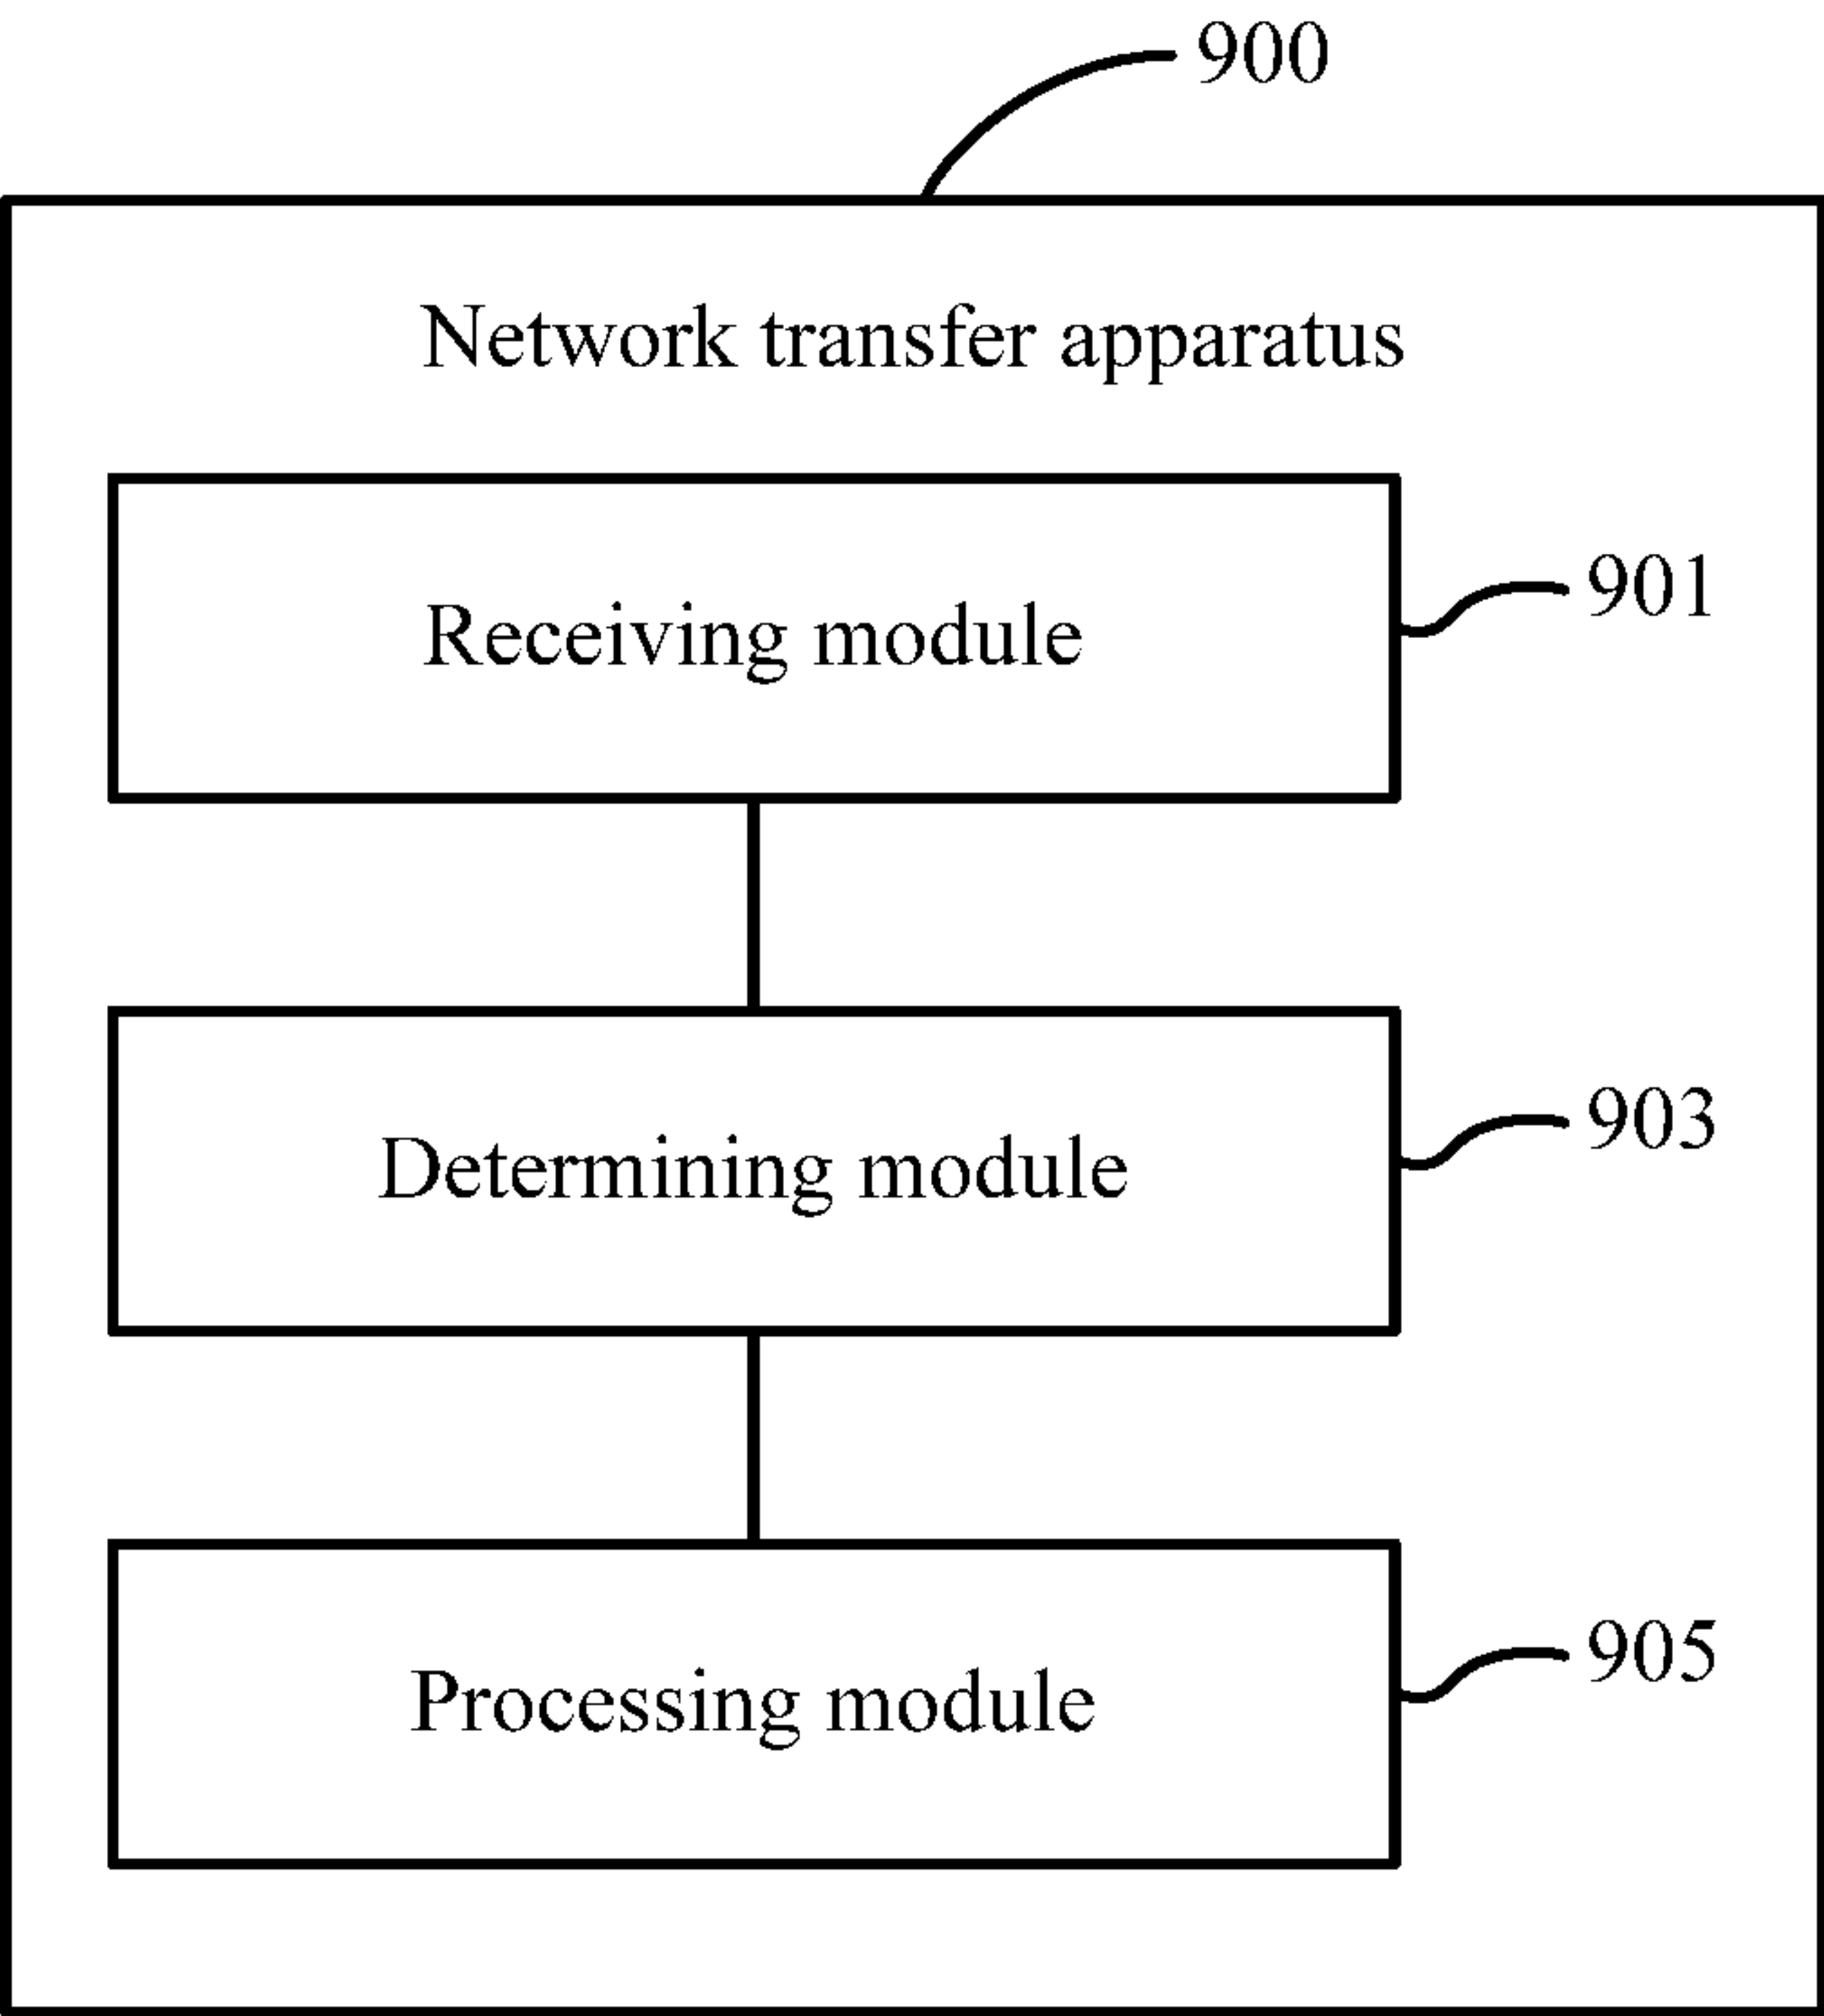 900
Network transfer apparatus
Receiving module
901
Determining module
903
Processing module
905